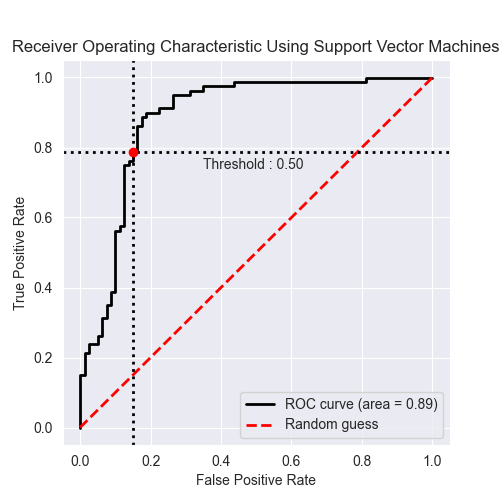 Receiver Operating Characteristic Using Support Vector Machines
1.0
0.8
Threshold : 0.50
0.6
True Positive Rate
0.4
0.2
ROC curve (area = 0.89)
Random guess
0.0
0.0 0.2 0.4 0.6 0.8 1.0
False Positive Rate